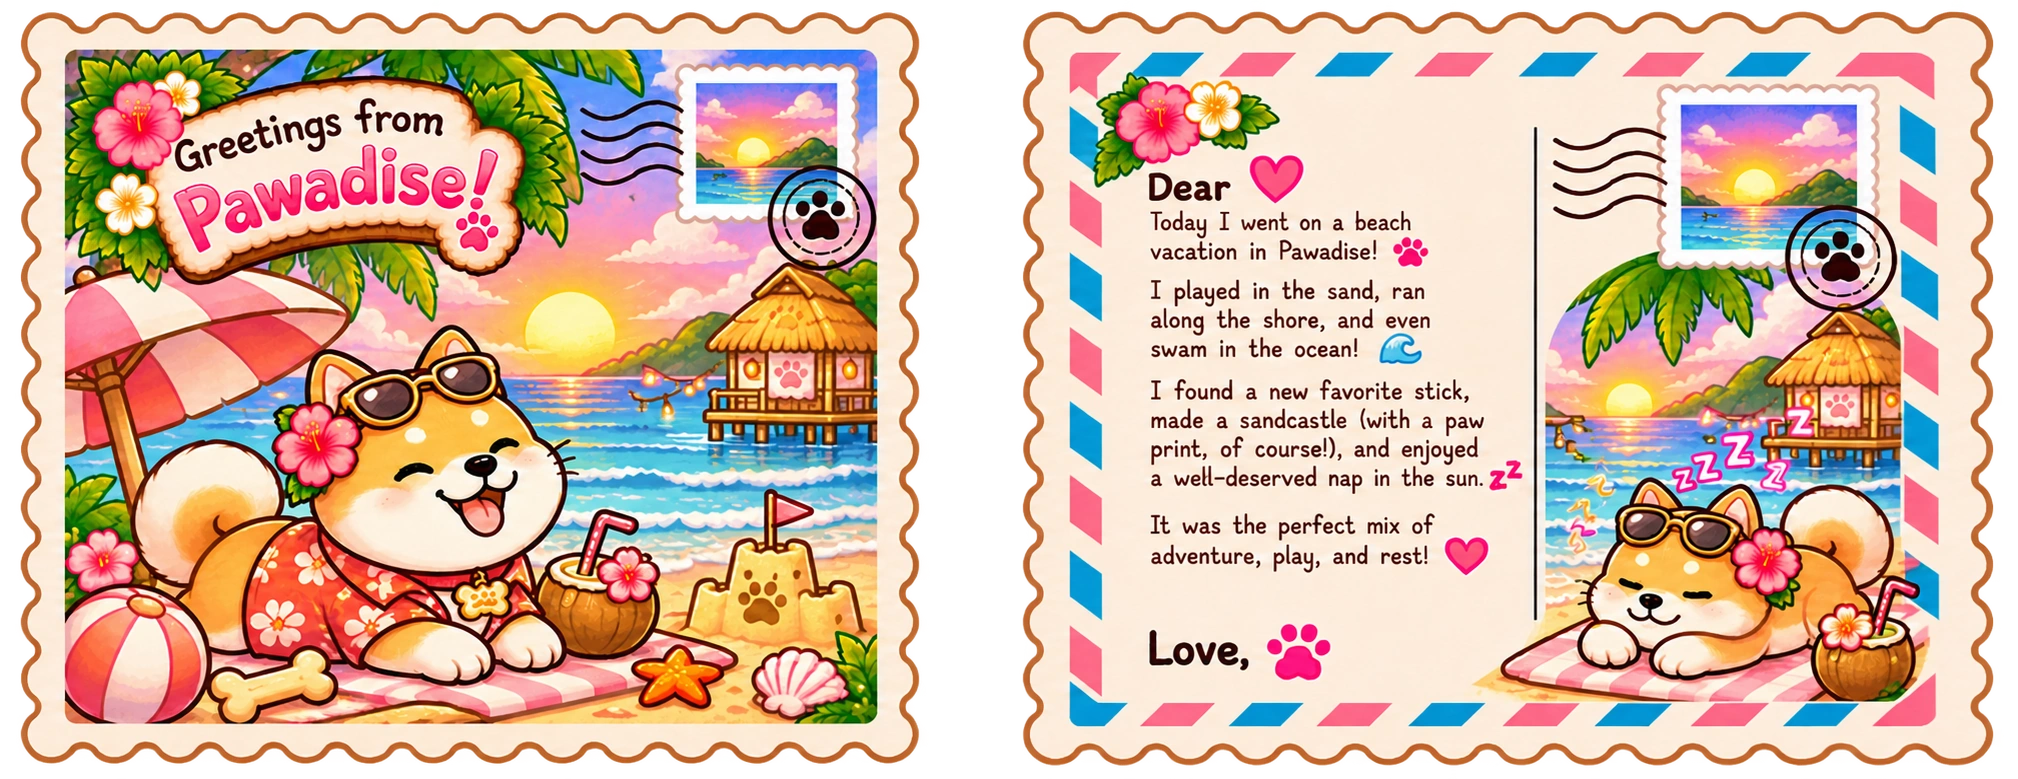 Greetings from
Pawadise!
Dear
Today I went on a beach
vacation in Pawadise!
I played in the sand, ran
along the shore, and even
swam in the ocean!
I found a new favorite stick,
made a sandcastle (with a paw
print, of course!), and enjoyed
a well-deserved nap in the sun. zz
It was the perfect mix of
adventure, play, and rest!
Love,
z z z z z